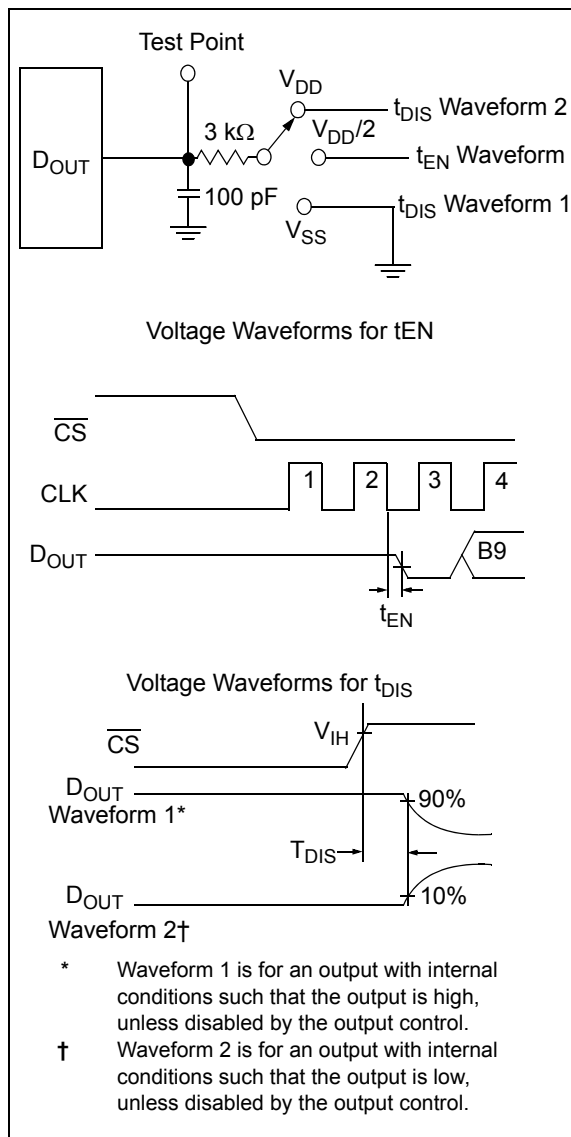 Test Point
V_DD
t_DIS Waveform 2
3 kΩ
V_DD/2
D_OUT
t_EN Waveform
100 pF
t_DIS Waveform 1
V_SS
Voltage Waveforms for tEN
CS
CLK
1 2 3 4
D_OUT
B9
t_EN
Voltage Waveforms for t_DIS
V_IH
CS
D_OUT
Waveform 1*
90%
T_DIS
D_OUT
10%
Waveform 2†
* Waveform 1 is for an output with internal
conditions such that the output is high,
unless disabled by the output control.
† Waveform 2 is for an output with internal
conditions such that the output is low,
unless disabled by the output control.